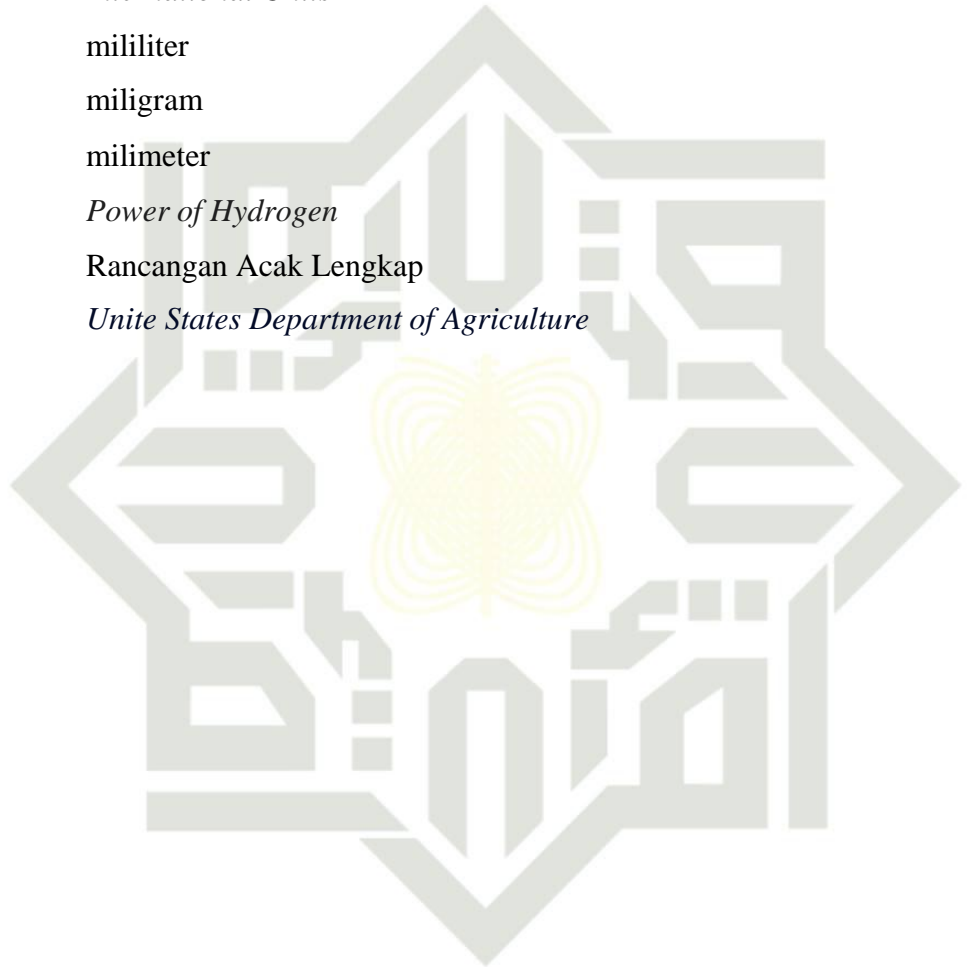 mililiter
miligram
milimeter
Power of Hydrogen
Rancangan Acak Lengkap
Unite States Department of Agriculture